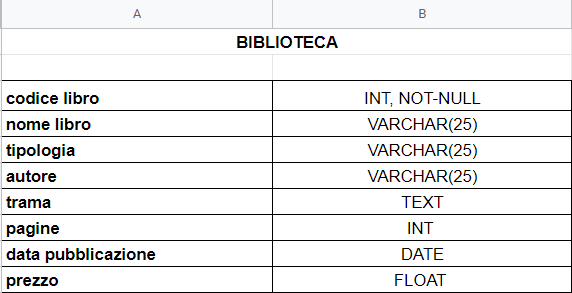 A B
BIBLIOTECA
codice libro INT, NOT-NULL
nome libro VARCHAR(25)
tipologia VARCHAR(25)
autore VARCHAR(25)
trama TEXT
pagine INT
data pubblicazione DATE
prezzo FLOAT